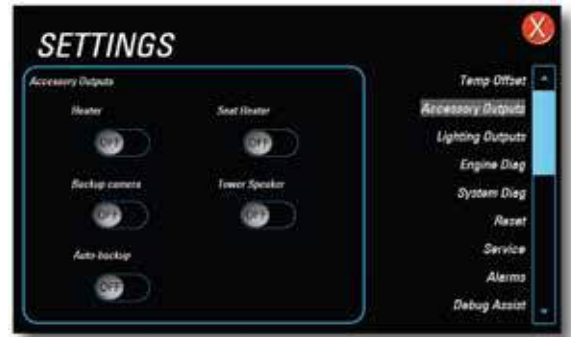 SETTINGS
X
Accessory Outputs
Heater
Seat Heater
OFF
OFF
Backup camera
Tower Speaker
OFF
OFF
Auto-backup
OFF
Temp Offset
Accessory Outputs
Lighting Outputs
Engine Diag
System Diag
Reset
Service
Alarms
Debug Assist